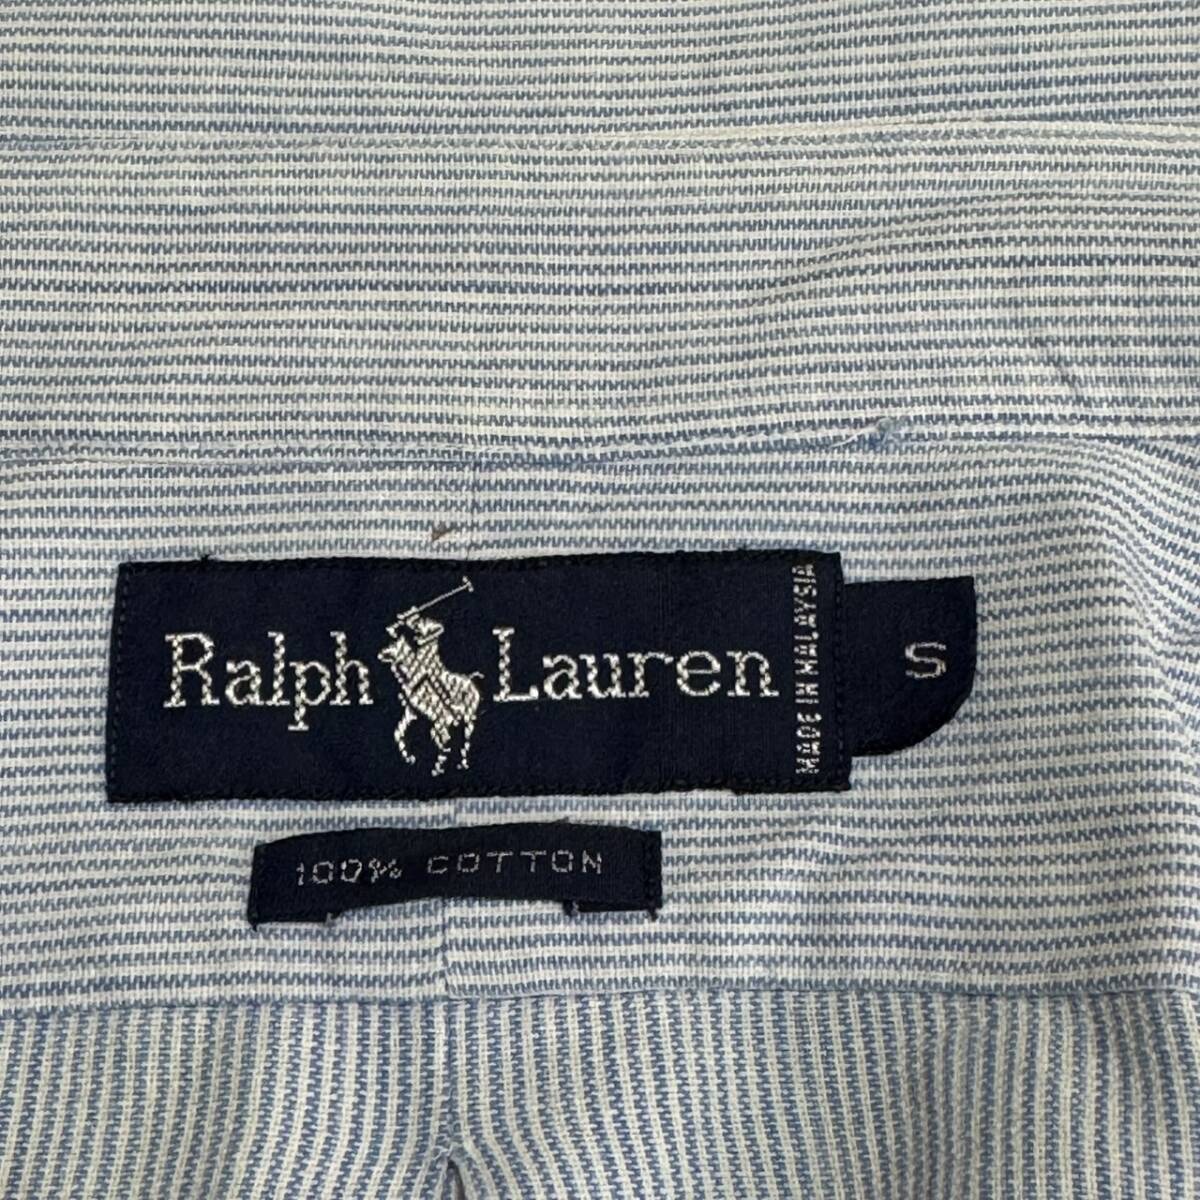 Ralph Lauren
MADE IN MALAYSIA
S
100% COTTON